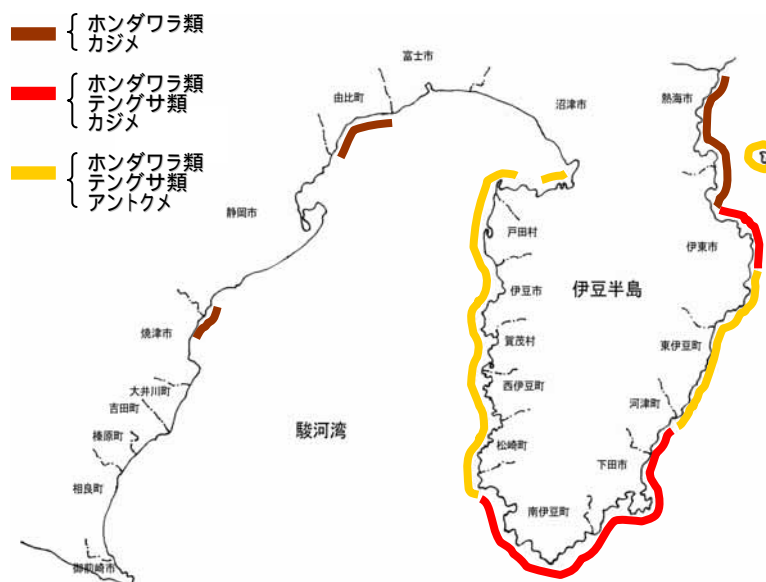 ホンダワラ類
カジメ
ホンダワラ類
テングサ類
カジメ
ホンダワラ類
テングサ類
アントクメ
富士市
由比町
沼津市
熱海市
静岡市
戸田村
伊東市
伊豆市
伊豆半島
焼津市
賀茂村
東伊豆町
大井川町
西伊豆町
吉田町
河津町
榛原町
駿河湾
松崎町
下田市
相良町
南伊豆町
御前崎市